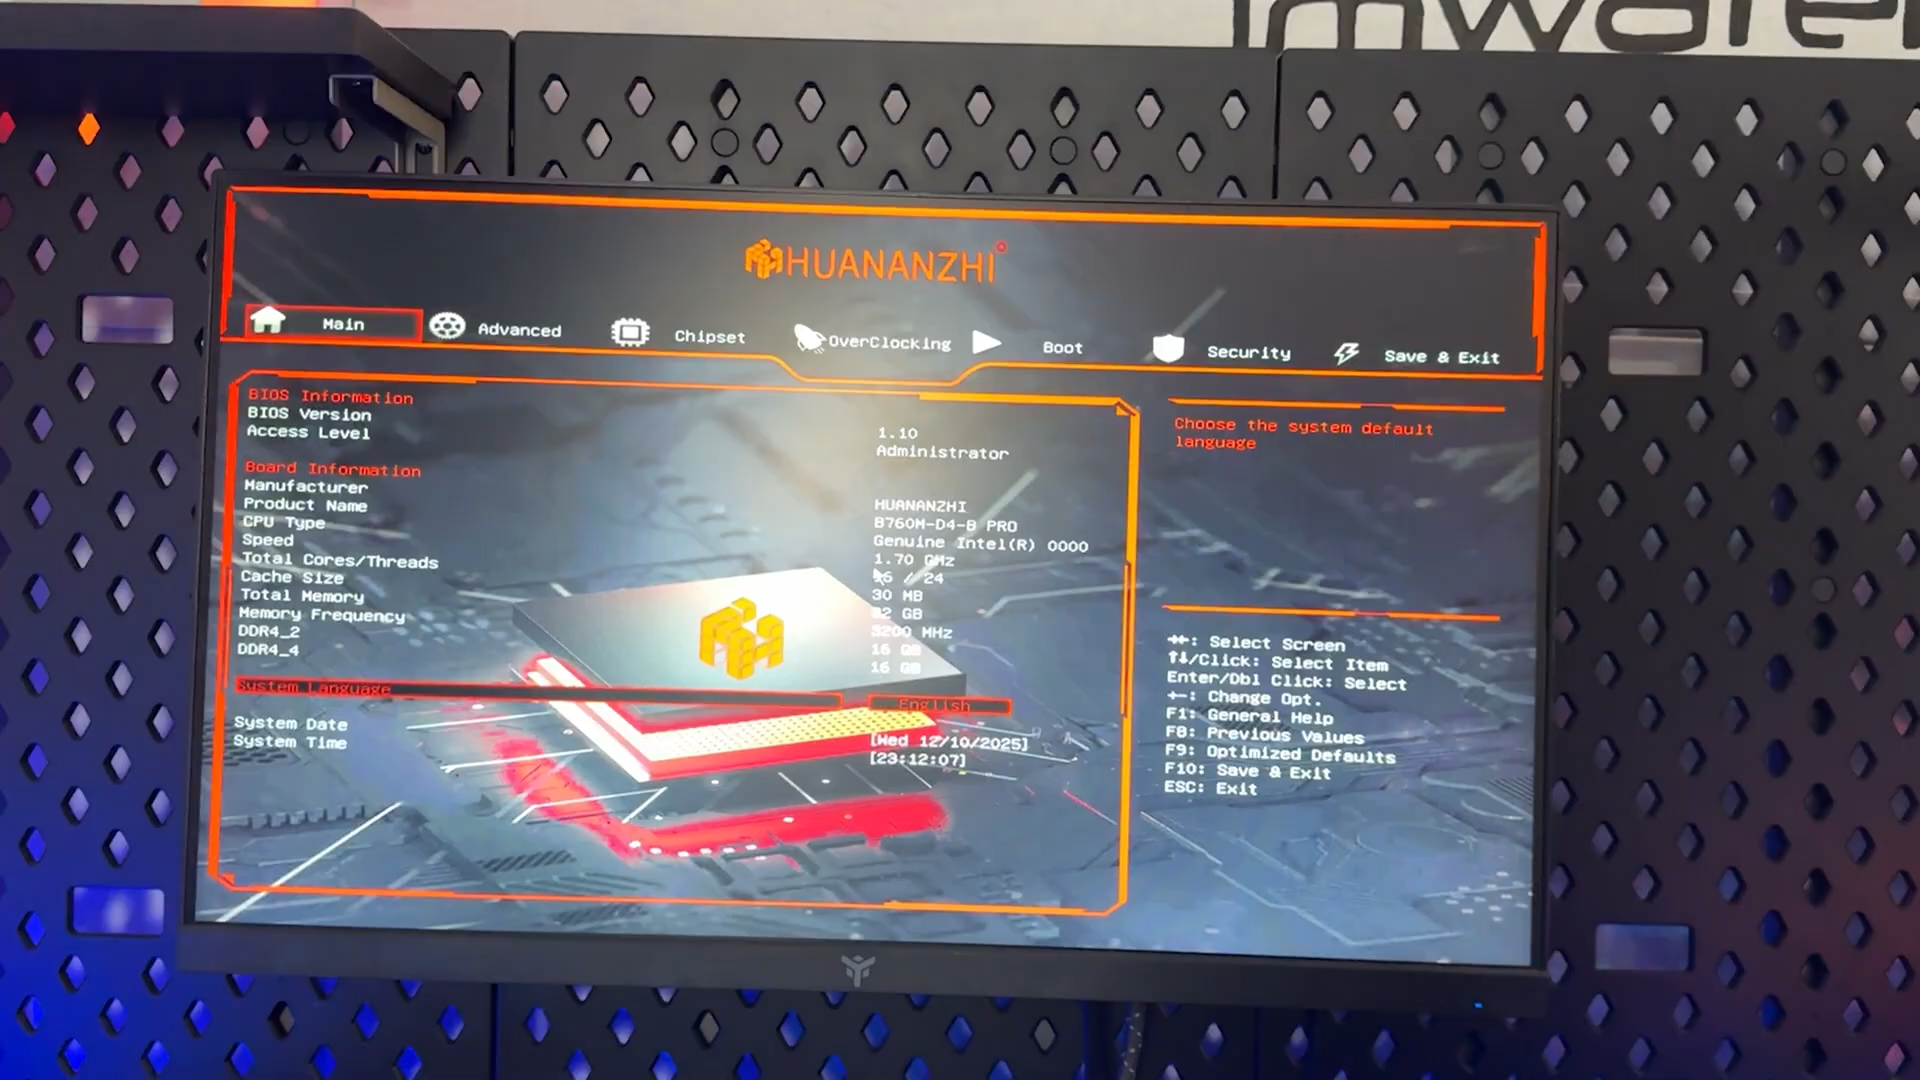 HUANANZHI
Main Advanced Chipset OverClocking Boot Security Save & Exit
BIOS Information
BIOS Version 1.10
Access Level Administrator
Board Information
Manufacturer HUANANZHI
Product Name B760M-D4-B PRO
CPU Type Genuine Intel(R) 0000
Speed 1.70 GHz
Total Cores/Threads / 24
Cache Size 30 MB
Total Memory 32 GB
Memory Frequency 3200 MHz
DDR4_2 16 GB
DDR4_4 16 GB
System Language English
System Date [Wed 12/10/2025]
System Time [23:12:07]
Choose the system default
language
→←: Select Screen
↑↓/Click: Select Item
Enter/Dbl Click: Select
+-: Change Opt.
F1: General Help
F8: Previous Values
F9: Optimized Defaults
F10: Save & Exit
ESC: Exit